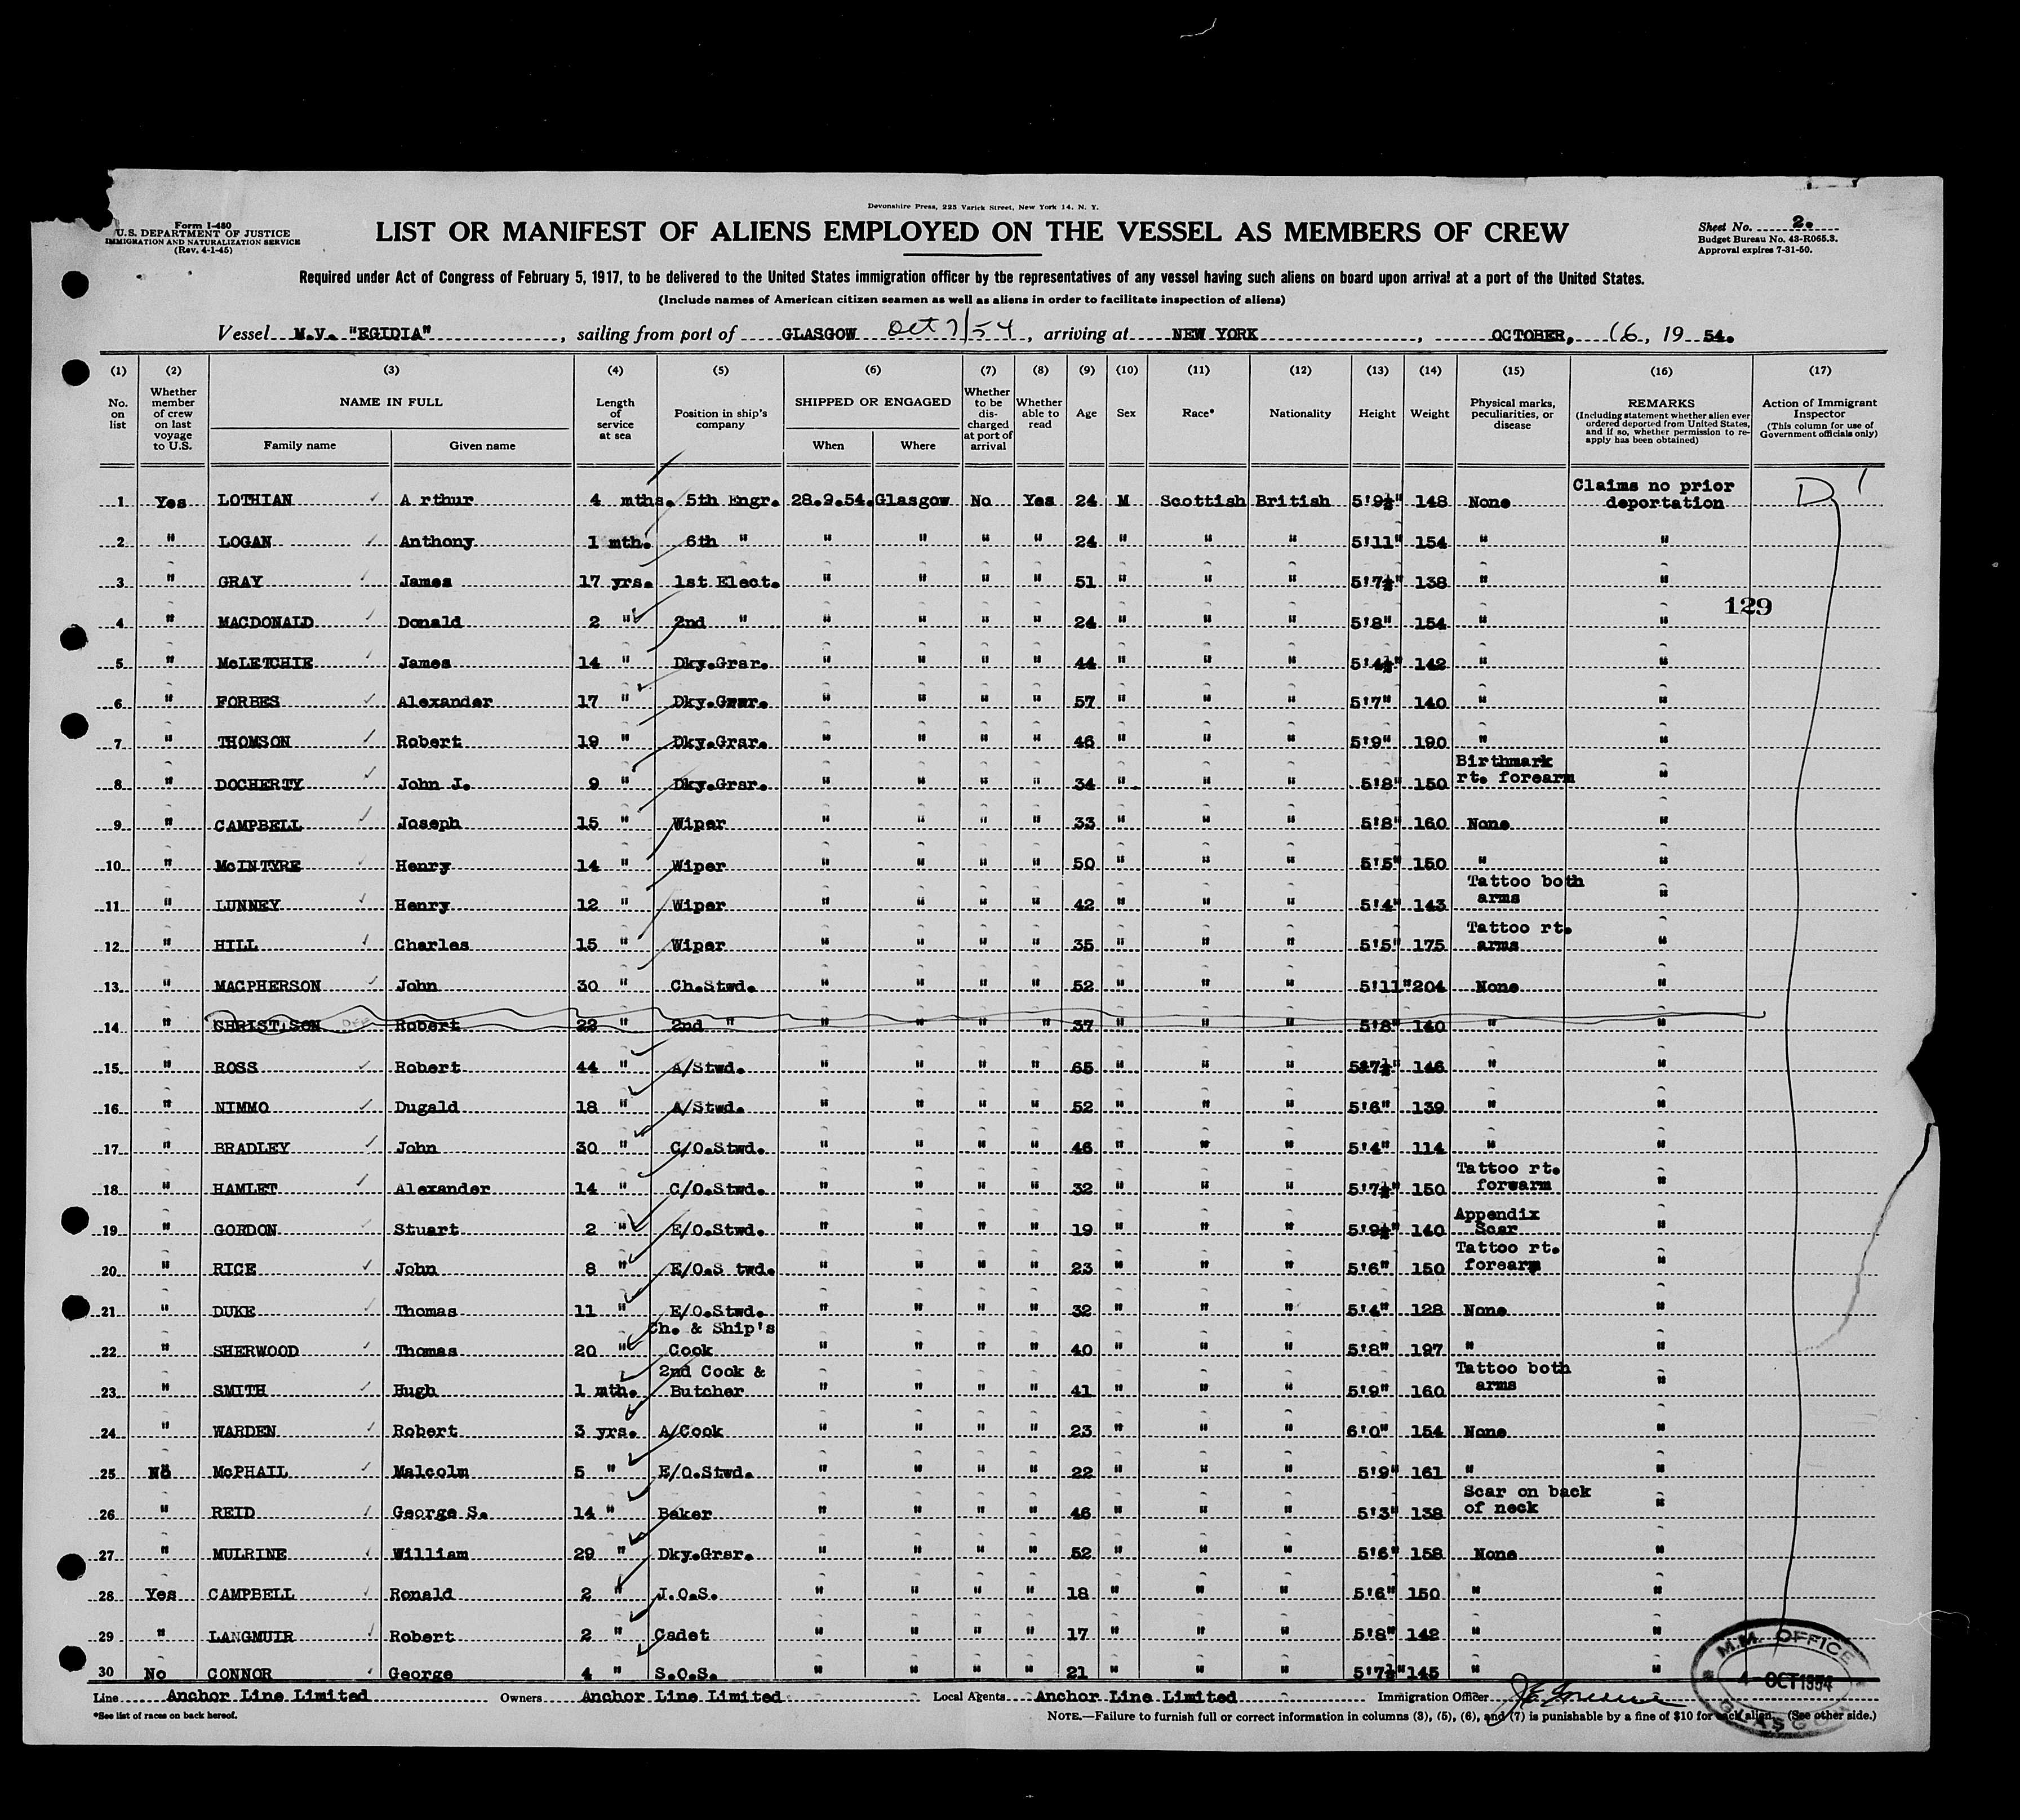 Devonshire Press, 225 Varick Street, New York 14, N. Y.
Form I-480
U.S. DEPARTMENT OF JUSTICE
IMMIGRATION AND NATURALIZATION SERVICE
(Rev. 4-1-45)
LIST OR MANIFEST OF ALIENS EMPLOYED ON THE VESSEL AS MEMBERS OF CREW
Sheet No. 2.
Budget Bureau No. 43-R065.3.
Approval expires 7-31-50.
Required under Act of Congress of February 5, 1917, to be delivered to the United States immigration officer by the representatives of any vessel having such aliens on board upon arrival at a port of the United States.
(Include names of American citizen seamen as well as aliens in order to facilitate inspection of aliens)
Vessel M.V. "EGIDIA", sailing from port of GLASGOW Oct 7/54, arriving at NEW YORK, OCTOBER, 16, 19 54.
(1) (2) (3) (4) (5) (6) (7) (8) (9) (10) (11) (12) (13) (14) (15) (16) (17)
No. on list
Whether member of crew on last voyage to U.S.
NAME IN FULL
Family name Given name
Length of service at sea
Position in ship's company
SHIPPED OR ENGAGED
When Where
Whether to be discharged at port of arrival
Whether able to read
Age Sex Race* Nationality Height Weight
Physical marks, peculiarities, or disease
REMARKS
(Including statement whether alien ever ordered deported from United States, and if so, whether permission to re-apply has been obtained)
Action of Immigrant Inspector
(This column for use of Government officials only)
1 Yes LOTHIAN A rthur 4 mths. 5th Engr. 28.9.54. Glasgow No Yes 24 M Scottish British 5'9½" 148 None Claims no prior deportation D
2 " LOGAN Anthony 1 mth. 6th " " " " " 24 " " " 5'11" 154 " "
3 " GRAY James 17 yrs. 1st Elect. " " " " 51 " " " 5'7½" 138 " "
129
4 " MACDONALD Donald 2 " 2nd " " " " " 24 " " " 5'8" 154 " "
5 " McLETCHIE James 14 " Dky.Grsr. " " " " 44 " " " 5'4½" 142 " "
6 " FORBES Alexander 17 " Dky.Grsr. " " " " 57 " " " 5'7" 140 " "
7 " THOMSON Robert 19 " Dky.Grsr. " " " " 46 " " " 5'9" 190 " "
8 " DOCHERTY John J. 9 " Dky.Grsr. " " " " 34 " " " 5'8" 150 Birthmark rt. forearm "
9 " CAMPBELL Joseph 15 " Wiper " " " " 33 " " " 5'8" 160 None "
10 " McINTYRE Henry 14 " Wiper " " " " 50 " " " 5'5" 150 " "
11 " LUNNEY Henry 12 " Wiper " " " " 42 " " " 5'4" 143 Tattoo both arms "
12 " HILL Charles 15 " Wiper " " " " 35 " " " 5'5" 175 Tattoo rt. arms "
13 " MACPHERSON John 30 " Ch.Stwd. " " " " 52 " " " 5'11" 204 None "
14 " CHRISTISON Robert 22 " 2nd " " " " " 37 " " " 5'8" 140 " "
15 " ROSS Robert 44 " A/Stwd. " " " " 65 " " " 5'7½" 146 " "
16 " NIMMO Dugald 18 " A/Stwd. " " " " 52 " " " 5'6" 139 " "
17 " BRADLEY John 30 " C/O.Stwd. " " " " 46 " " " 5'4" 114 " "
18 " HAMLET Alexander 14 " C/O.Stwd. " " " " 32 " " " 5'7½" 150 Tattoo rt. forwarm "
19 " GORDON Stuart 2 " E/O.Stwd. " " " " 19 " " " 5'9½" 140 Appendix Scar "
20 " RICE John 8 " E/O.S twd. " " " " 23 " " " 5'6" 150 Tattoo rt. forearm "
21 " DUKE Thomas 11 " E/O.Stwd. " " " " 32 " " " 5'4" 128 None "
22 " SHERWOOD Thomas 20 " Ch. & Ship's Cook " " " " 40 " " " 5'8" 197 " "
23 " SMITH Hugh 1 mth. 2nd Cook & Butcher " " " " 41 " " " 5'9" 160 Tattoo both arms "
24 " WARDEN Robert 3 yrs. A/Cook " " " " 23 " " " 6'0" 154 None "
25 No McPHAIL Malcolm 5 " E/O.Stwd. " " " " 22 " " " 5'9" 161 " "
26 " REID George S. 14 " Baker " " " " 46 " " " 5'3" 138 Scar on back of neck "
27 " MULRINE William 29 " Dky.Grsr. " " " " 52 " " " 5'6" 158 None "
28 Yes CAMPBELL Ronald 2 " J.O.S. " " " " 18 " " " 5'6" 150 " "
29 " LANGMUIR Robert 2 " Cadet " " " " 17 " " " 5'8" 142 " "
30 No CONNOR George 4 " S.O.S. " " " " 21 " " " 5'7½" 145 " "
M.M. OFFICE
4 - OCT 1954
GLASGOW
Line Anchor Line Limited Owners Anchor Line Limited Local Agents Anchor Line Limited Immigration Officer
*See list of races on back hereof.
NOTE.—Failure to furnish full or correct information in columns (3), (5), (6), and (7) is punishable by a fine of $10 for each alien. (See other side.)